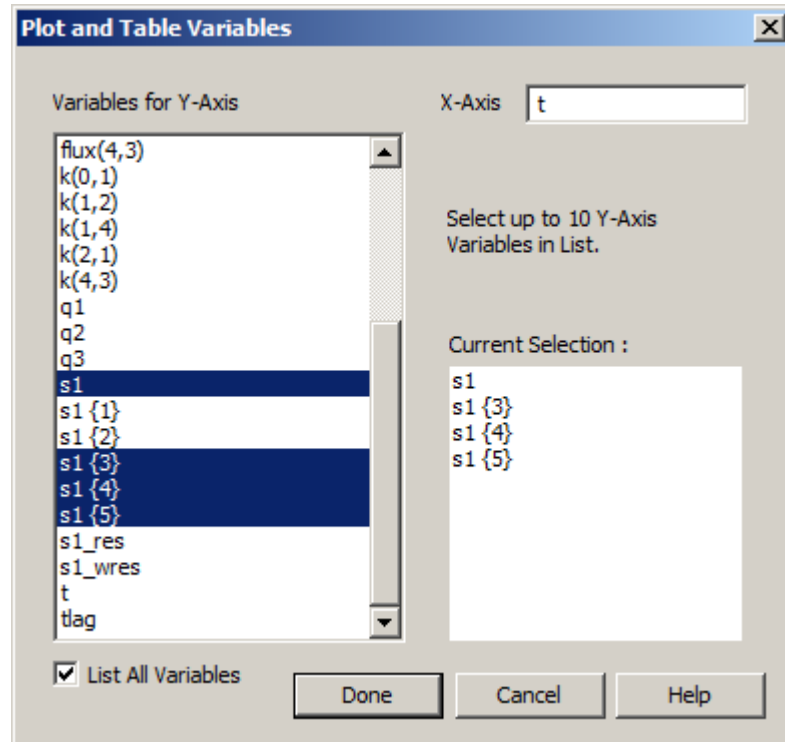 Plot and Table Variables
Variables for Y-Axis
X-Axis
t
flux(4,3)
k(0,1)
k(1,2)
k(1,4)
k(2,1)
k(4,3)
q1
q2
q3
s1
s1 {1}
s1 {2}
s1 {3}
s1 {4}
s1 {5}
s1_res
s1_wres
t
tlag
Select up to 10 Y-Axis
Variables in List.
Current Selection :
s1
s1 {3}
s1 {4}
s1 {5}
List All Variables
Done
Cancel
Help